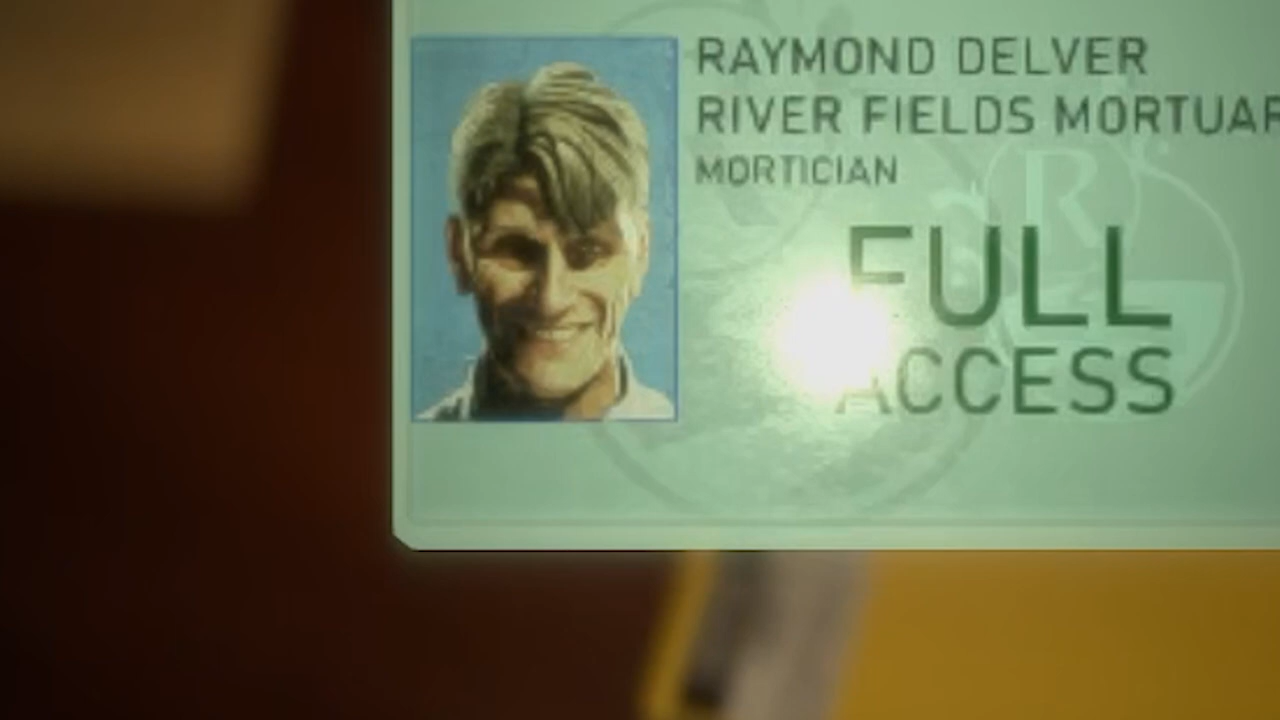 RAYMOND DELVER
RIVER FIELDS MORTUAR
MORTICIAN
R
FULL
ACCESS